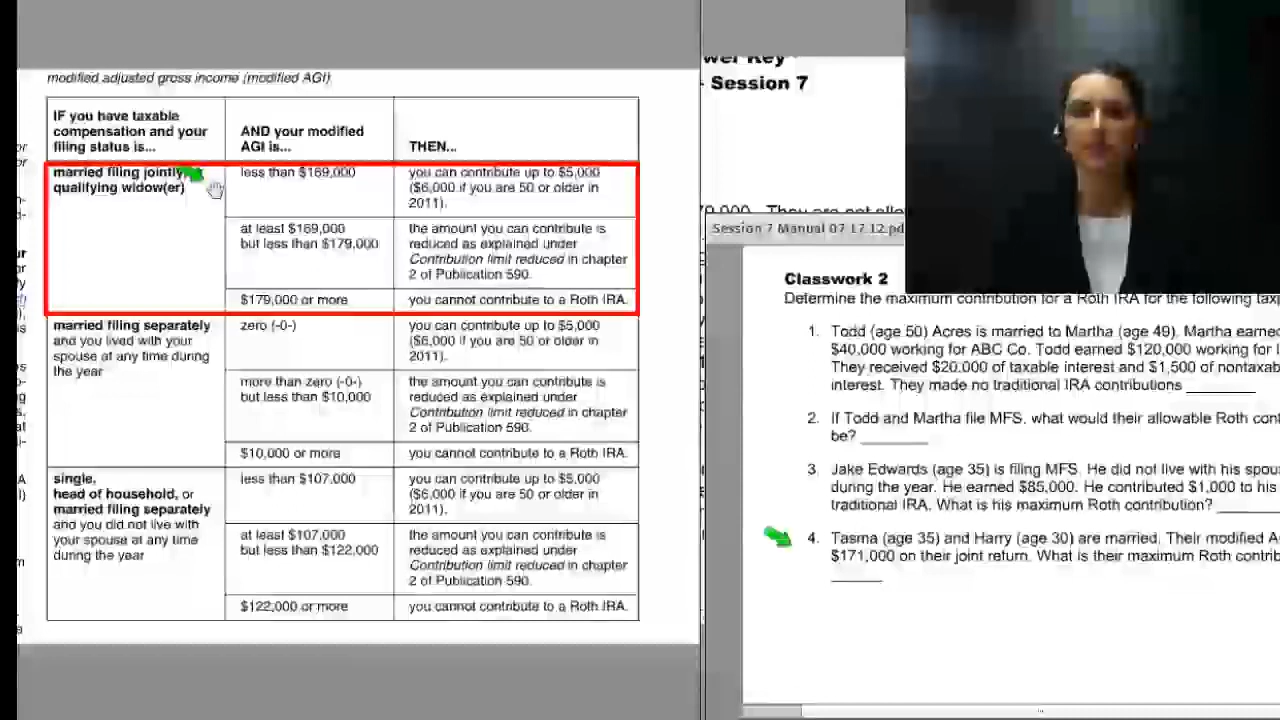 modified adjusted gross income (modified AGI).
IF you have taxable
compensation and your
filing status is...
AND your modified
AGI is...
THEN...
married filing jointly
qualifying widow(er)
less than $169,000
you can contribute up to $5,000
($6,000 if you are 50 or older in
2011).
at least $169,000
but less than $179,000
the amount you can contribute is
reduced as explained under
Contribution limit reduced in chapter
2 of Publication 590.
$179,000 or more
you cannot contribute to a Roth IRA.
married filing separately
and you lived with your
spouse at any time during
the year
zero (-0-)
you can contribute up to $5,000
($6,000 if you are 50 or older in
2011).
more than zero (-0-)
but less than $10,000
the amount you can contribute is
reduced as explained under
Contribution limit reduced in chapter
2 of Publication 590.
$10,000 or more
you cannot contribute to a Roth IRA.
single,
head of household, or
married filing separately
and you did not live with
your spouse at any time
during the year
less than $107,000
you can contribute up to $5,000
($6,000 if you are 50 or older in
2011).
at least $107,000
but less than $122,000
the amount you can contribute is
reduced as explained under
Contribution limit reduced in chapter
2 of Publication 590.
$122,000 or more
you cannot contribute to a Roth IRA.
Key
- Session 7
They are not
Session 7 Manual 07 17 12.pd
Classwork 2
Determine the maximum contribution for a Roth IRA for the following
1. Todd (age 50) Acres is married to Martha (age 49). Martha earne
$40,000 working for ABC Co. Todd earned $120,000 working for
They received $20,000 of taxable interest and $1,500 of nontaxab
interest. They made no traditional IRA contributions
2. If Todd and Martha file MFS, what would their allowable Roth cont
be?
3. Jake Edwards (age 35) is filing MFS. He did not live with his spou
during the year. He earned $85,000. He contributed $1,000 to his
traditional IRA. What is his maximum Roth contribution?
4. Tasma (age 35) and Harry (age 30) are married. Their modified A
$171,000 on their joint return. What is their maximum Roth contrib